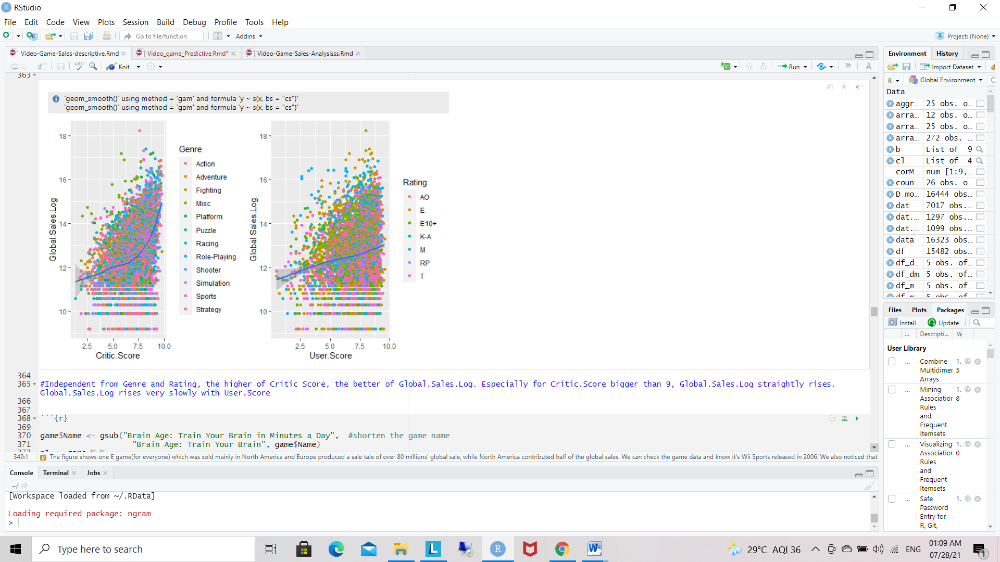 RStudio
File Edit Code View Plots Session Build Debug Profile Tools Help
Go to file/function Addins Project: (None)
Video-Game-Sales-descriptive.Rmd Video_game_Predictive.Rmd* Video-Game-Sales-Analysisss.Rmd
ABC Knit Run
363
`geom_smooth()` using method = 'gam' and formula 'y ~ s(x, bs = "cs")'
`geom_smooth()` using method = 'gam' and formula 'y ~ s(x, bs = "cs")'
Global.Sales.Log
18
16
14
12
10
2.5 5.0 7.5 10.0
Critic.Score
Genre
Action
Adventure
Fighting
Misc
Platform
Puzzle
Racing
Role-Playing
Shooter
Simulation
Sports
Strategy
Global.Sales.Log
18
16
14
12
10
2.5 5.0 7.5 10.0
User.Score
Rating
AO
E
E10+
K-A
M
RP
T
364
365 #Independent from Genre and Rating, the higher of Critic Score, the better of Global.Sales.Log. Especially for Critic.Score bigger than 9, Global.Sales.Log straightly rises.
Global.Sales.Log rises very slowly with User.Score
366
367
368 ```{r}
369
370 game$Name <- gsub("Brain Age: Train Your Brain in Minutes a Day", #shorten the game name
371 "Brain Age: Train Your Brain", game$Name)
349:1 # The figure shows one E game(for everyone) which was sold mainly in North America and Europe produced a sale tale of over 80 millions' global sale, while North America contributed half of the global sales. We can check the game data and know it's Wii Sports released in 2006. We also noticed that
Console Terminal Jobs
~/
[Workspace loaded from ~/.RData]
Loading required package: ngram
>
Environment History
Import Dataset
R Global Environment
Data
aggr… 25 obs. o…
arra… 12 obs. o…
arra… 25 obs. o…
arra… 272 obs. …
b List of 9
cl List of 4
corM… num [1:9,…
coun… 26 obs. o…
D_mo… 16444 obs…
dat 7017 obs.…
dat.… 1297 obs.…
dat.… 1099 obs.…
data 16323 obs…
df 15482 obs…
df_d… 5 obs. of…
df_dm 5 obs. of…
df_m… 5 obs. of…
Files Plots Packages
Install Update
... Descripti...
User Library
... Combine 1.
Multidimer 5
Arrays
... Mining 1.
Association 8
Rules
and
Frequent
Itemsets
... Visualizing 1.
Association 0
Rules
and
Frequent
Itemsets
... Safe 1.
Password
Entry for
R, Git,
Type here to search
L
R
W
29°C AQI 36
ENG
01:09 AM
07/28/21
1